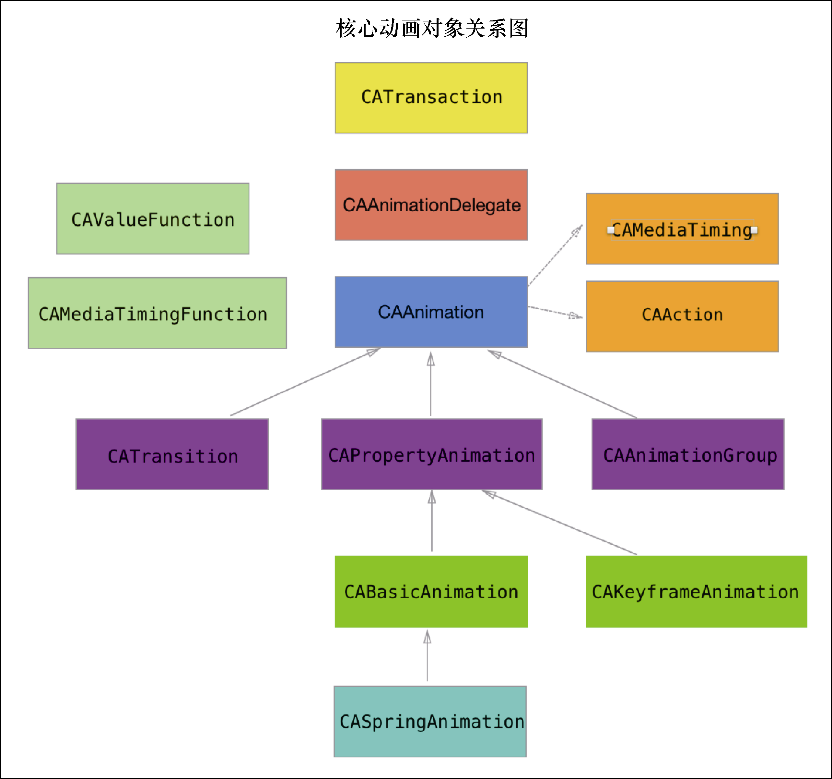 核心动画对象关系图
CATransaction
CAAnimationDelegate
CAValueFunction
CAMediaTiming
CAMediaTimingFunction
CAAnimation
CAAction
CATransition
CAPropertyAnimation
CAAnimationGroup
CABasicAnimation
CAKeyframeAnimation
CASpringAnimation